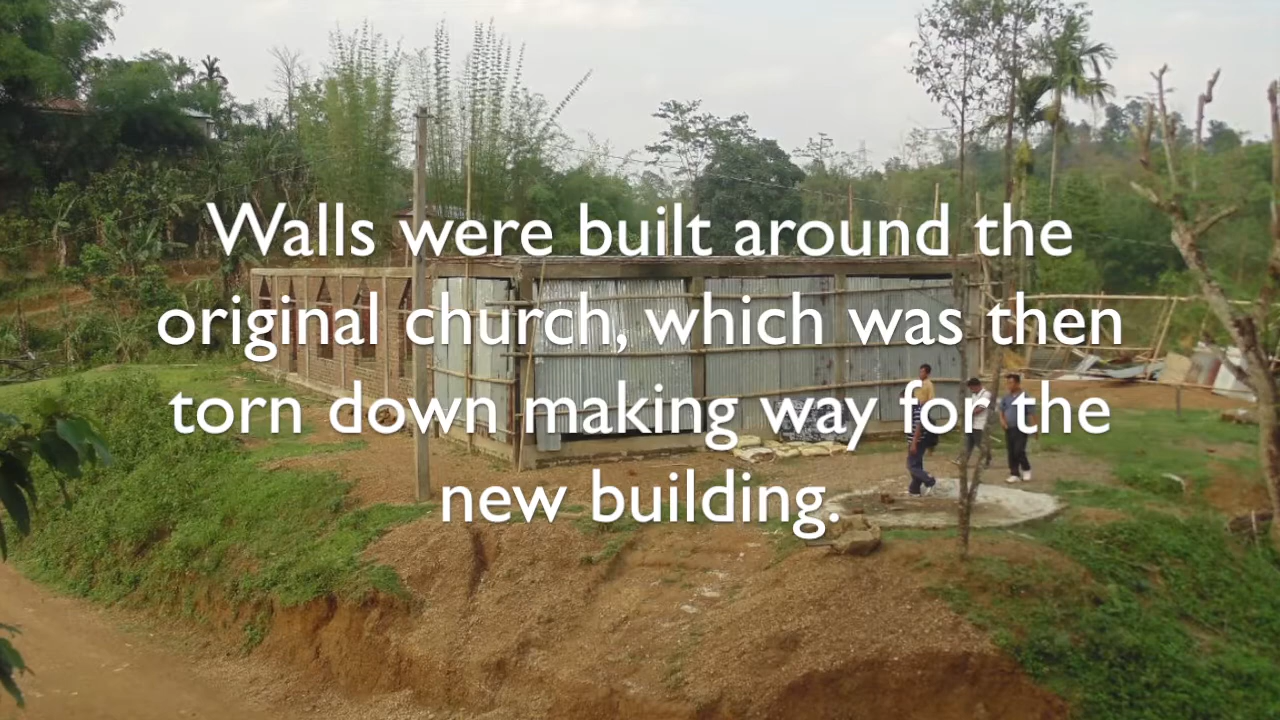 Walls were built around the
original church, which was then
torn down making way for the
new building.